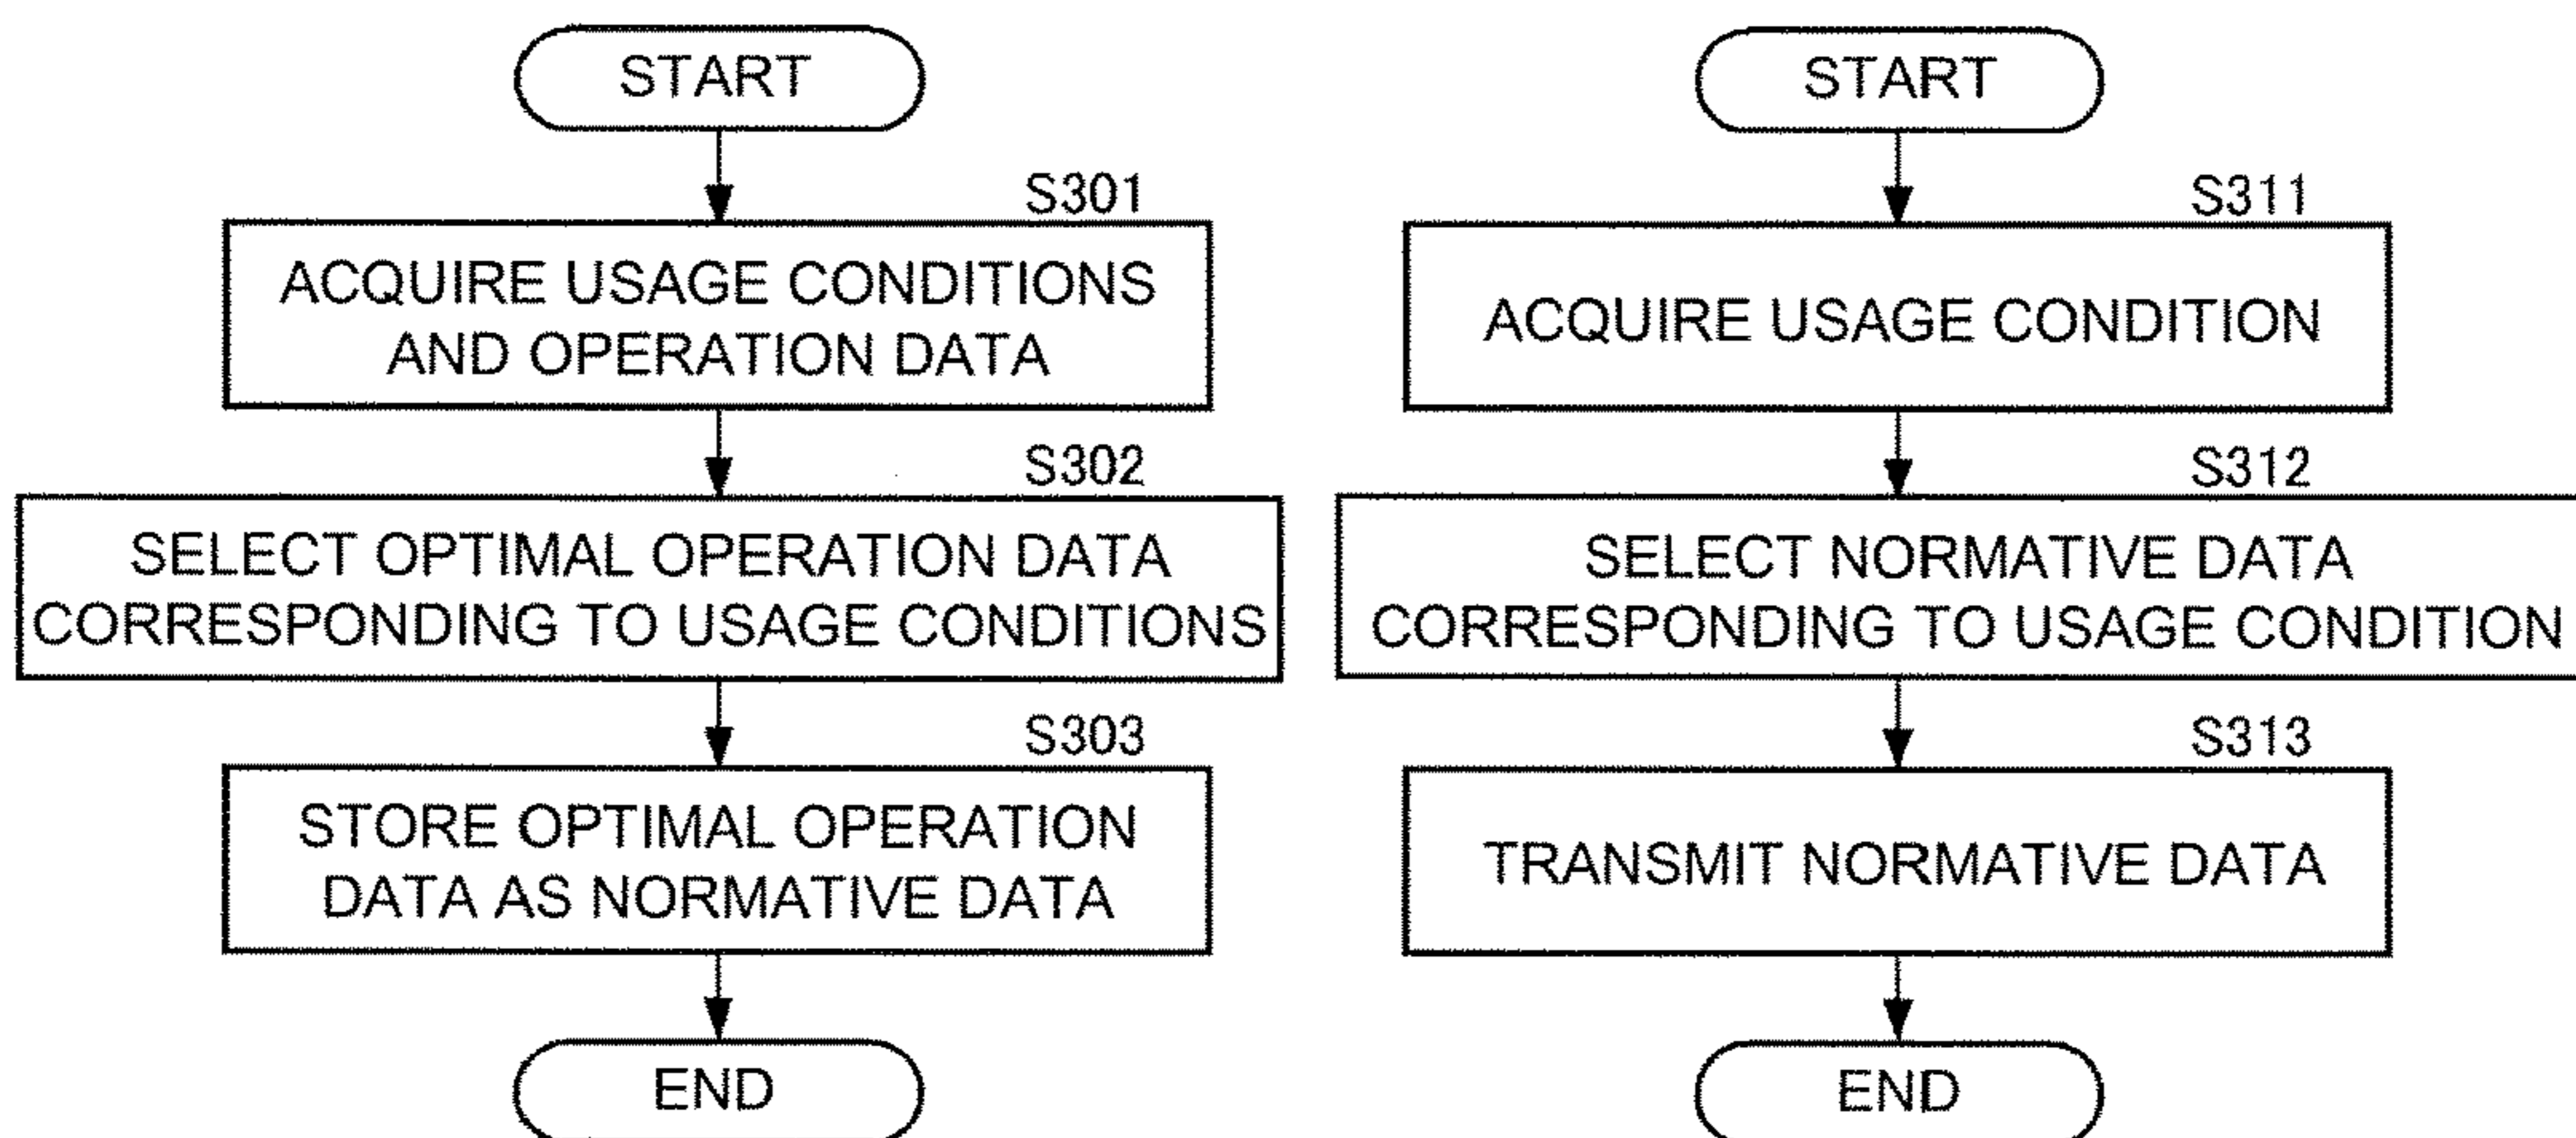 START
S301
ACQUIRE USAGE CONDITIONS
AND OPERATION DATA
S302
SELECT OPTIMAL OPERATION DATA
CORRESPONDING TO USAGE CONDITIONS
S303
STORE OPTIMAL OPERATION
DATA AS NORMATIVE DATA
END
START
S311
ACQUIRE USAGE CONDITION
S312
SELECT NORMATIVE DATA
CORRESPONDING TO USAGE CONDITION
S313
TRANSMIT NORMATIVE DATA
END